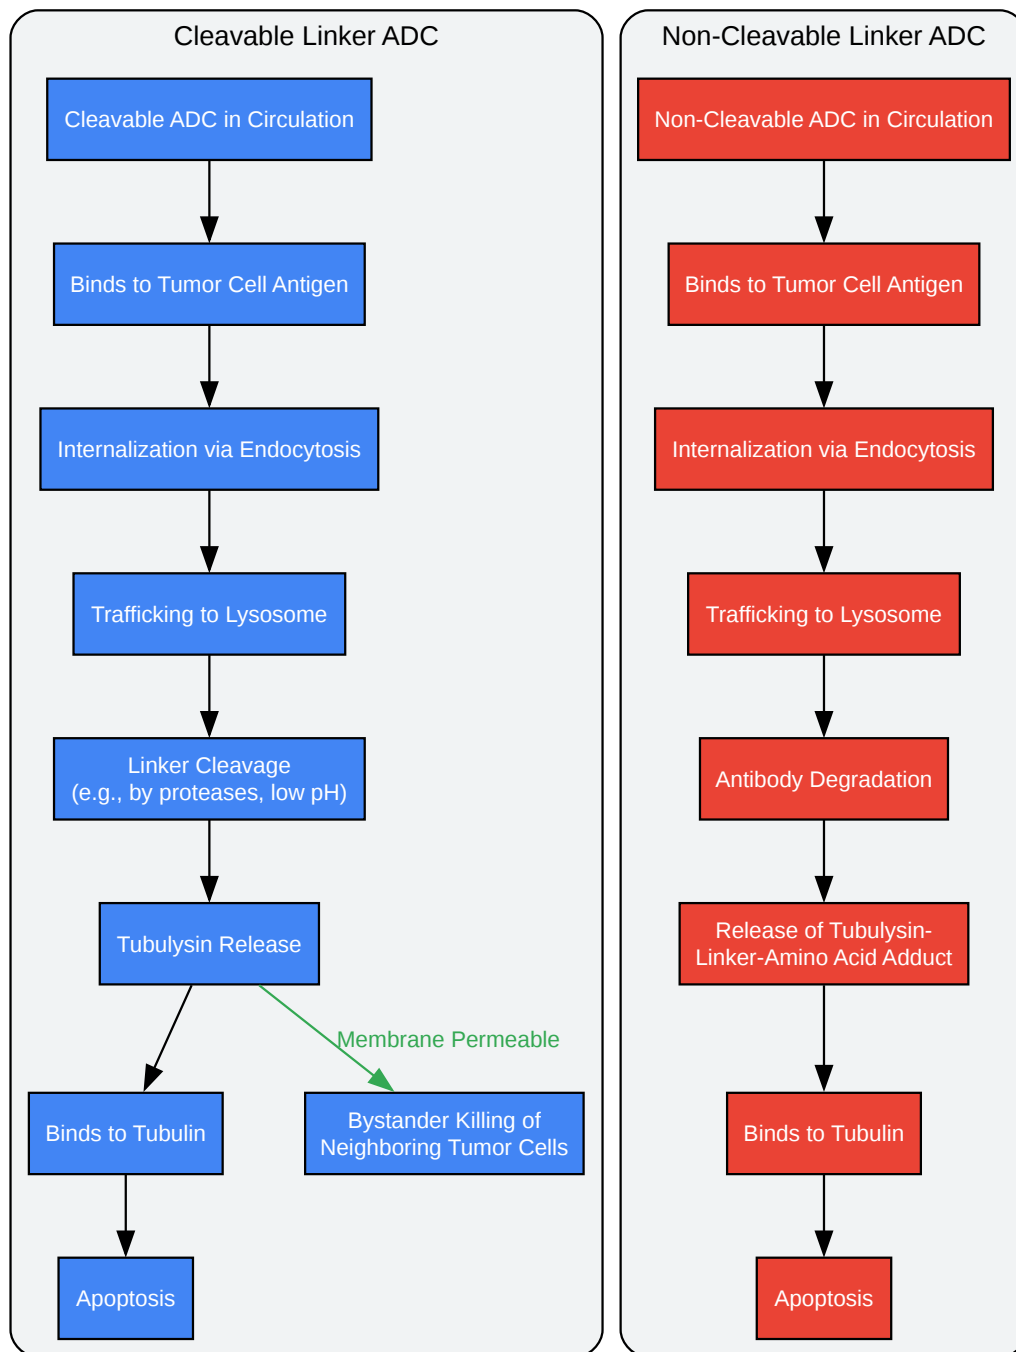 Cleavable Linker ADC
Cleavable ADC in Circulation
Binds to Tumor Cell Antigen
Internalization via Endocytosis
Trafficking to Lysosome
Linker Cleavage
(e.g., by proteases, low pH)
Tubulysin Release
Membrane Permeable
Binds to Tubulin
Bystander Killing of
Neighboring Tumor Cells
Apoptosis
Non-Cleavable Linker ADC
Non-Cleavable ADC in Circulation
Binds to Tumor Cell Antigen
Internalization via Endocytosis
Trafficking to Lysosome
Antibody Degradation
Release of Tubulysin-
Linker-Amino Acid Adduct
Binds to Tubulin
Apoptosis